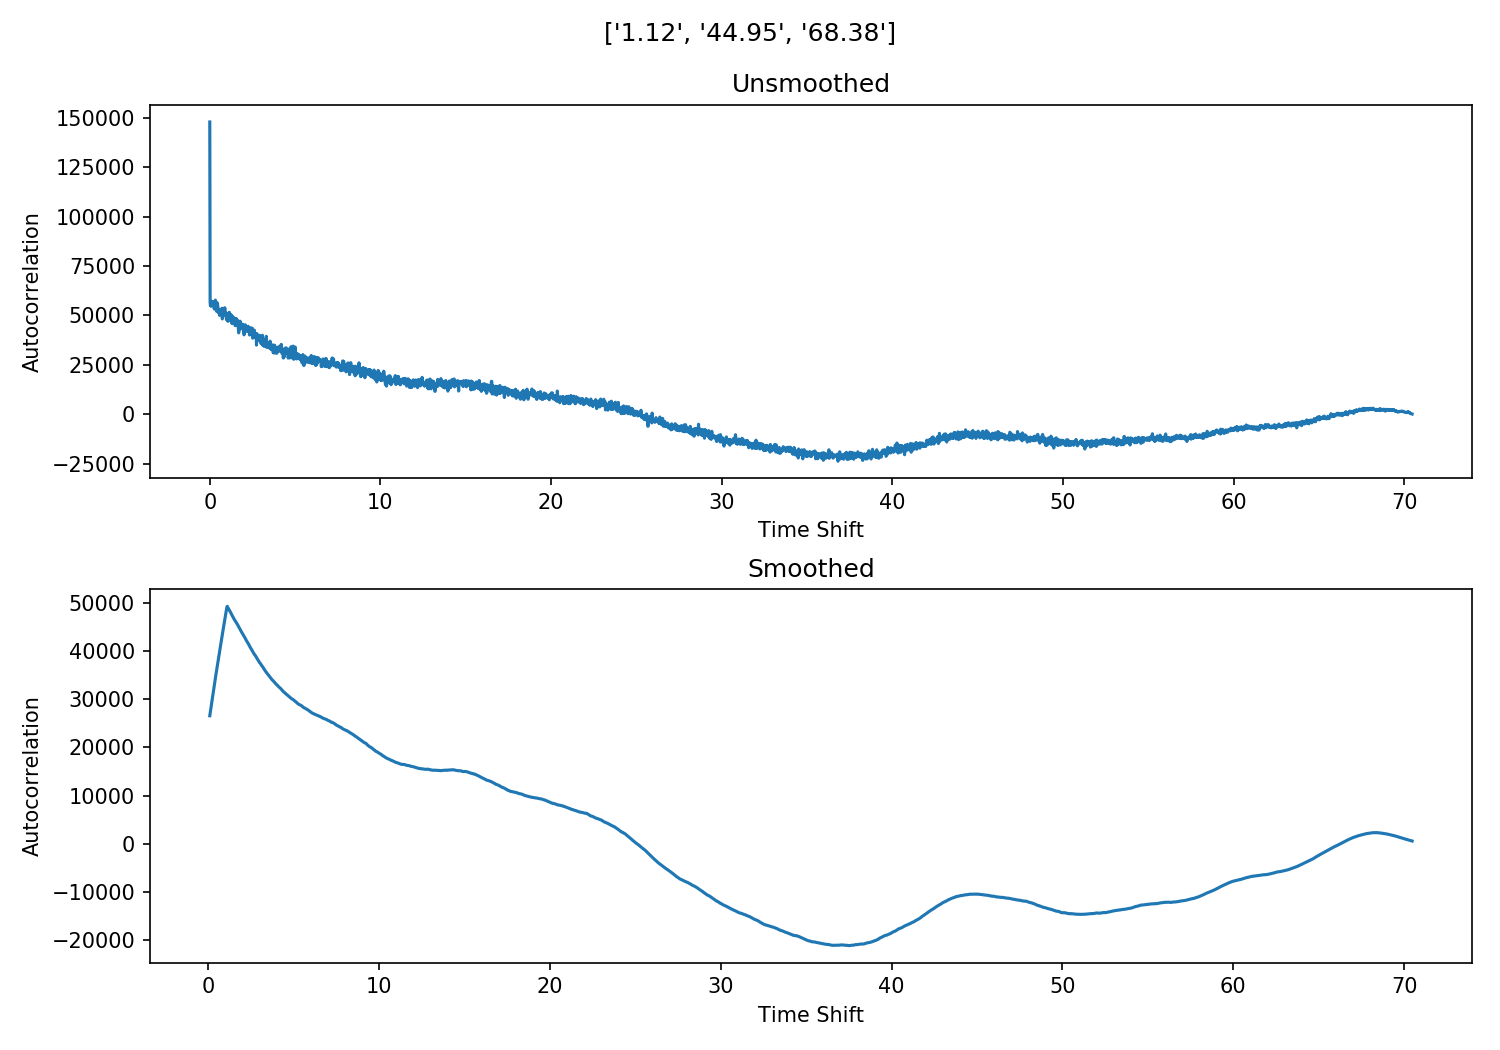 ['1.12', '44.95', '68.38']
Unsmoothed
150000
125000
100000
75000
50000
25000
0
−25000
Autocorrelation
0 10 20 30 40 50 60 70
Time Shift
Smoothed
50000
40000
30000
20000
10000
0
−10000
−20000
Autocorrelation
0 10 20 30 40 50 60 70
Time Shift